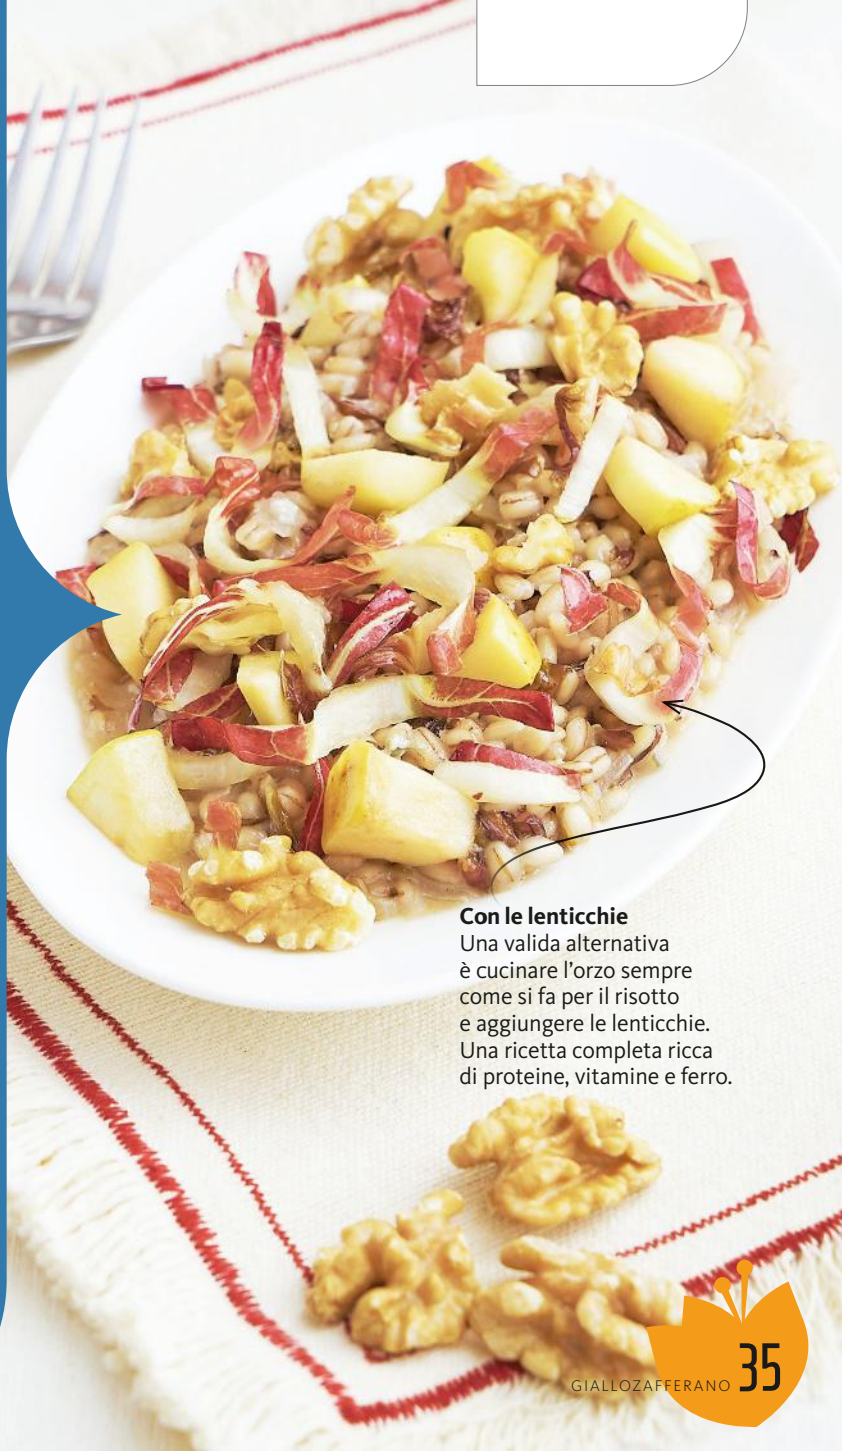 Con le lenticchie
Una valida alternativa
è cucinare l’orzo sempre
come si fa per il risotto
e aggiungere le lenticchie.
Una ricetta completa ricca
di proteine, vitamine e ferro.
GIALLOZAFFERANO 35